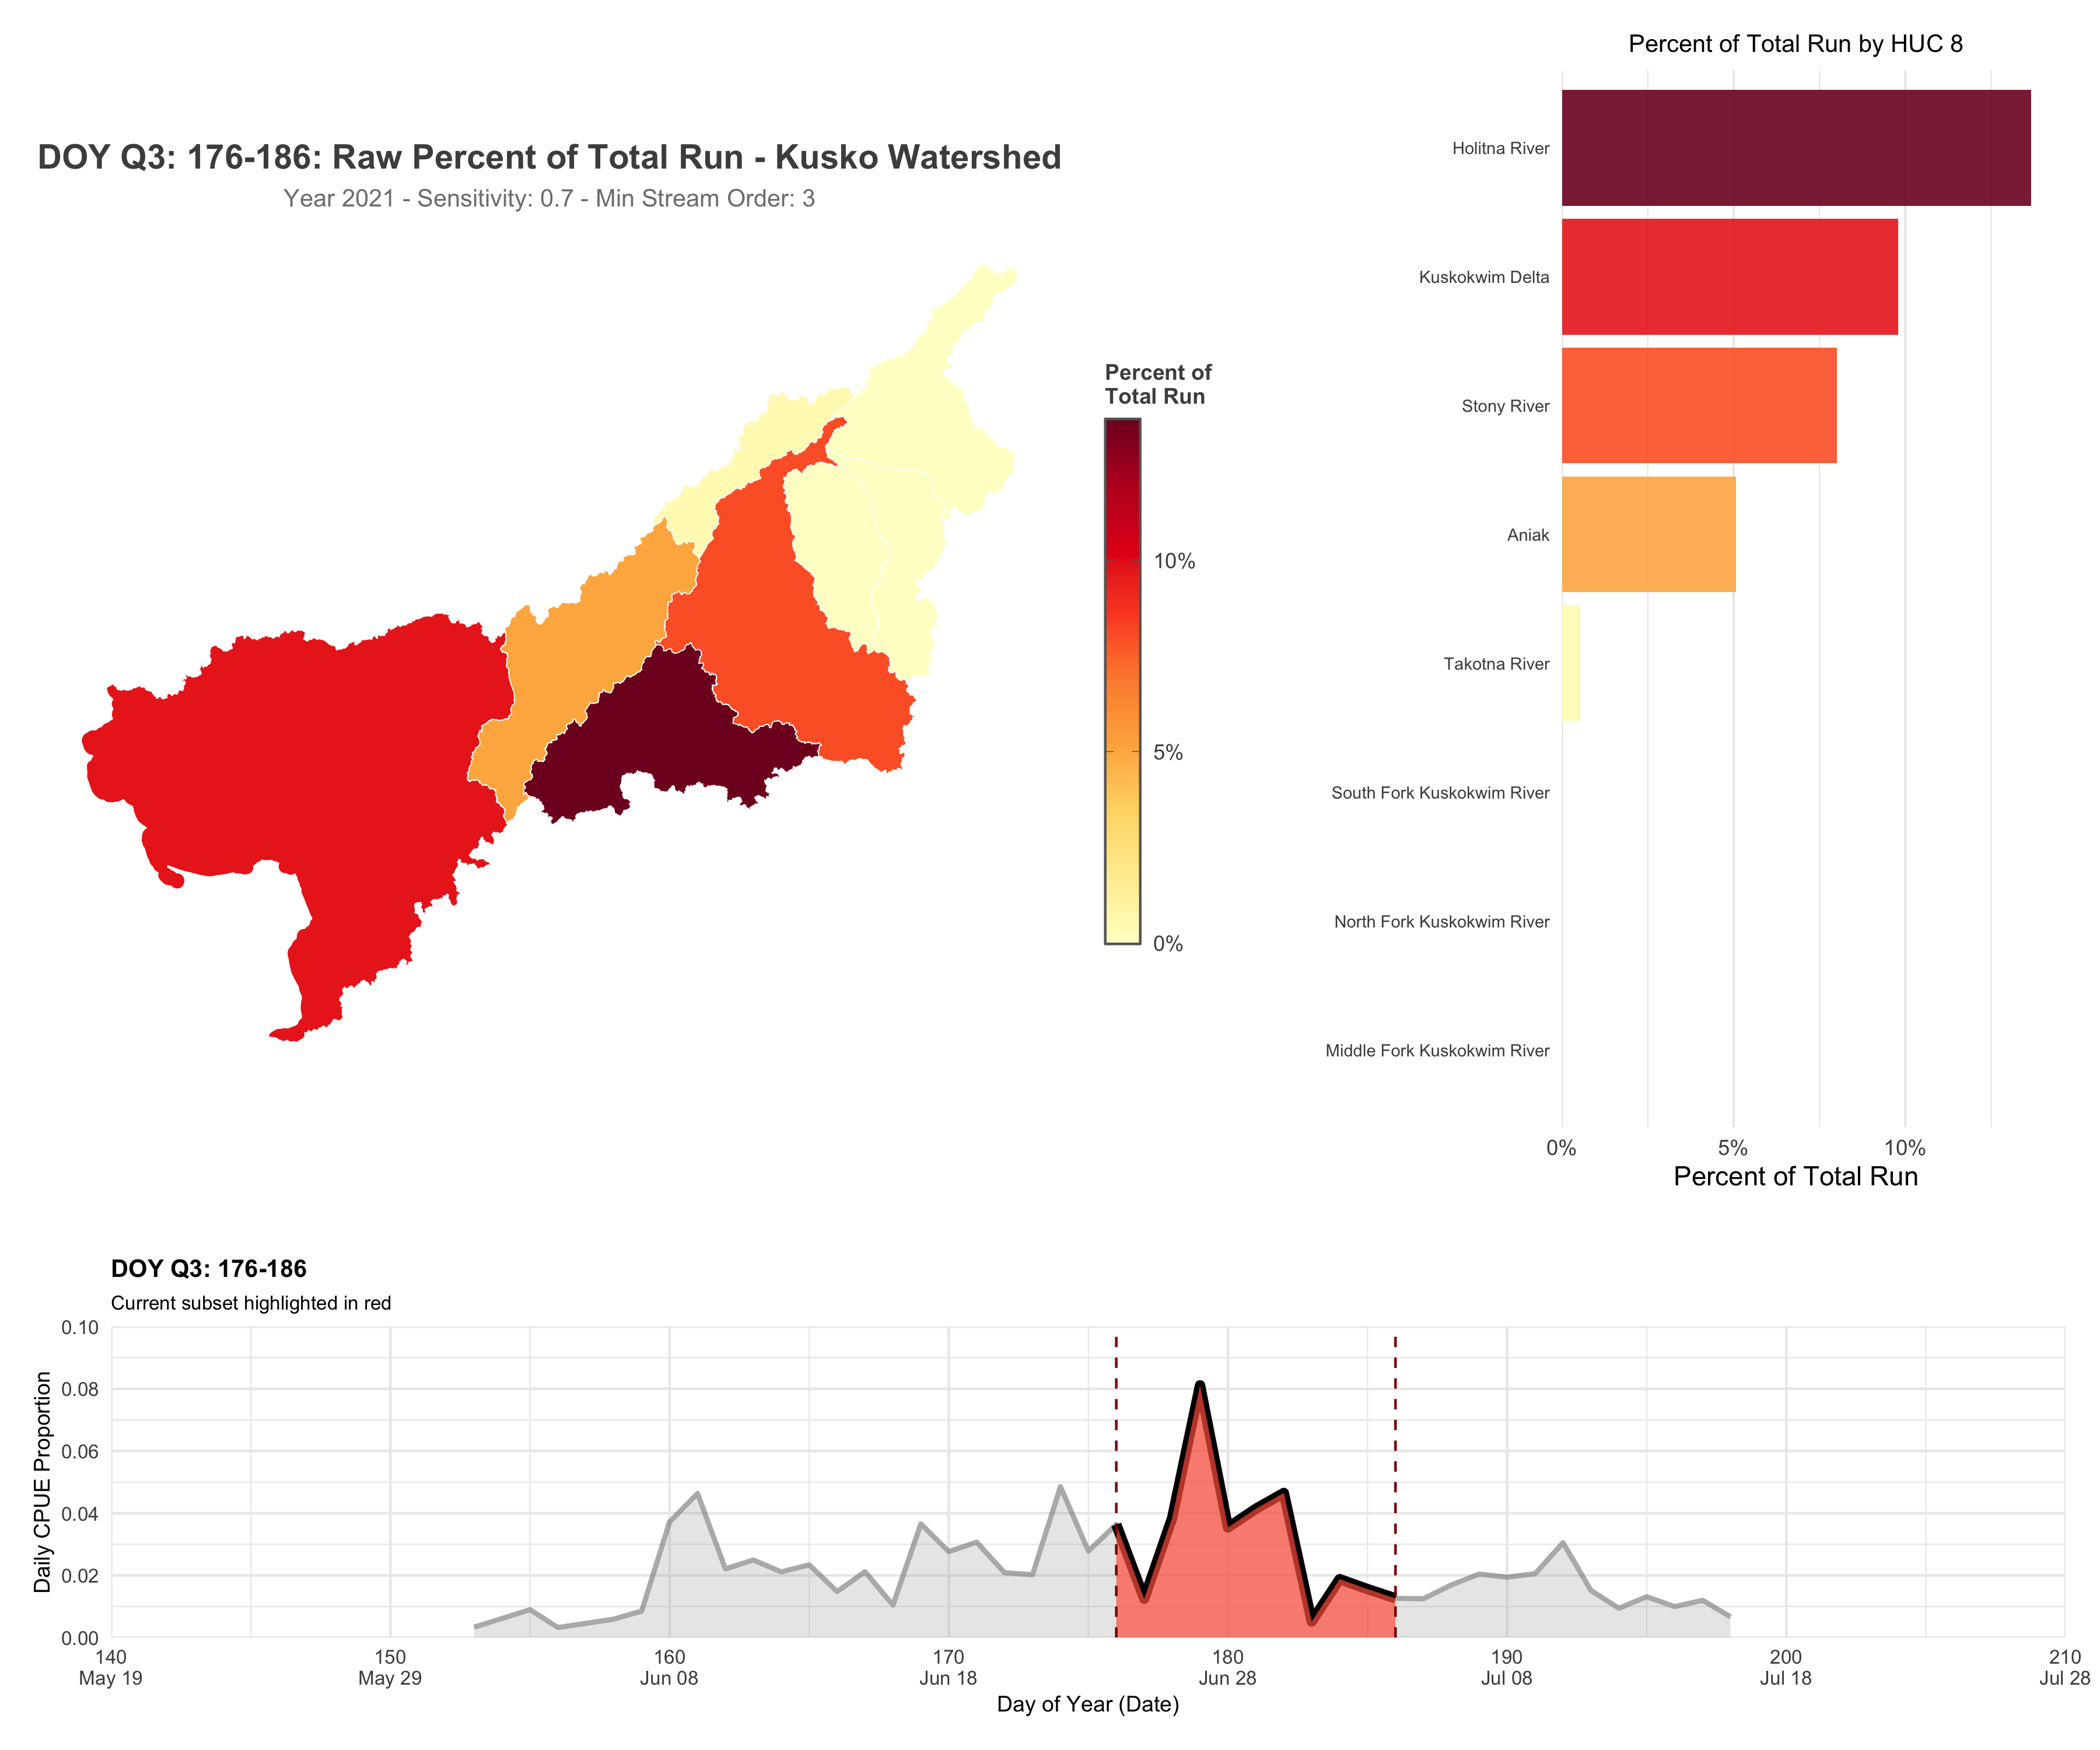 DOY Q3: 176-186: Raw Percent of Total Run - Kusko Watershed
Year 2021 - Sensitivity: 0.7 - Min Stream Order: 3
Percent of
Total Run
10%
5%
0%
Percent of Total Run by HUC 8
Holitna River
Kuskokwim Delta
Stony River
Aniak
Takotna River
South Fork Kuskokwim River
North Fork Kuskokwim River
Middle Fork Kuskokwim River
0% 5% 10%
Percent of Total Run
DOY Q3: 176-186
Current subset highlighted in red
Daily CPUE Proportion
0.10
0.08
0.06
0.04
0.02
0.00
140 150 160 170 180 190 200 210
May 19 May 29 Jun 08 Jun 18 Jun 28 Jul 08 Jul 18 Jul 28
Day of Year (Date)